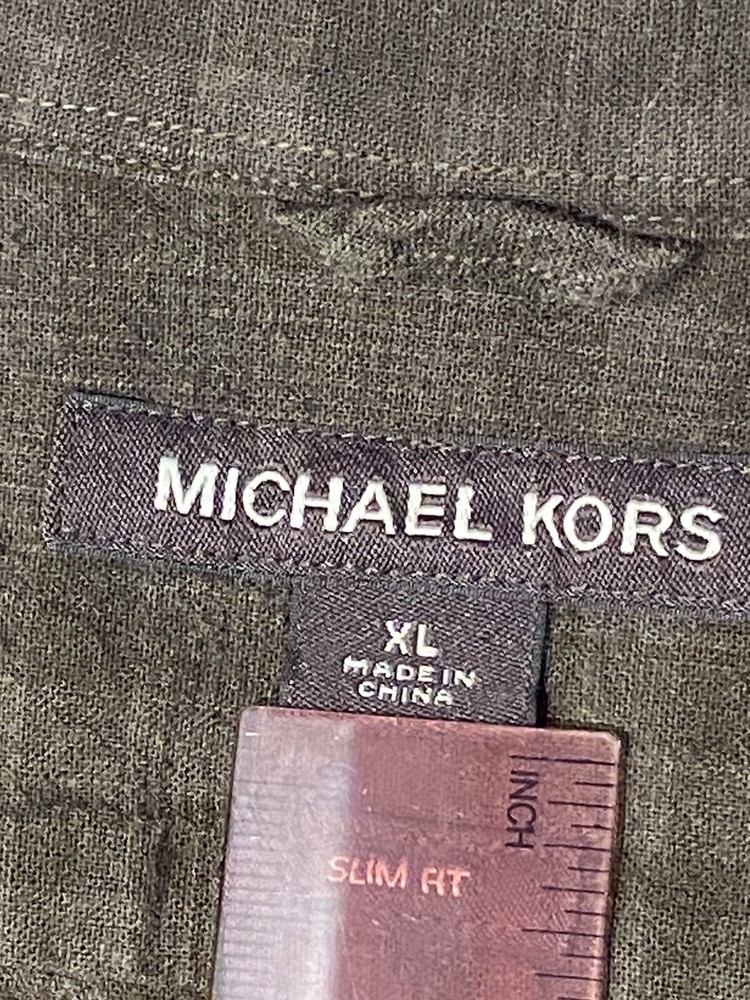 MICHAEL KORS
XL
MADE IN
CHINA
INCH
SLIM FIT